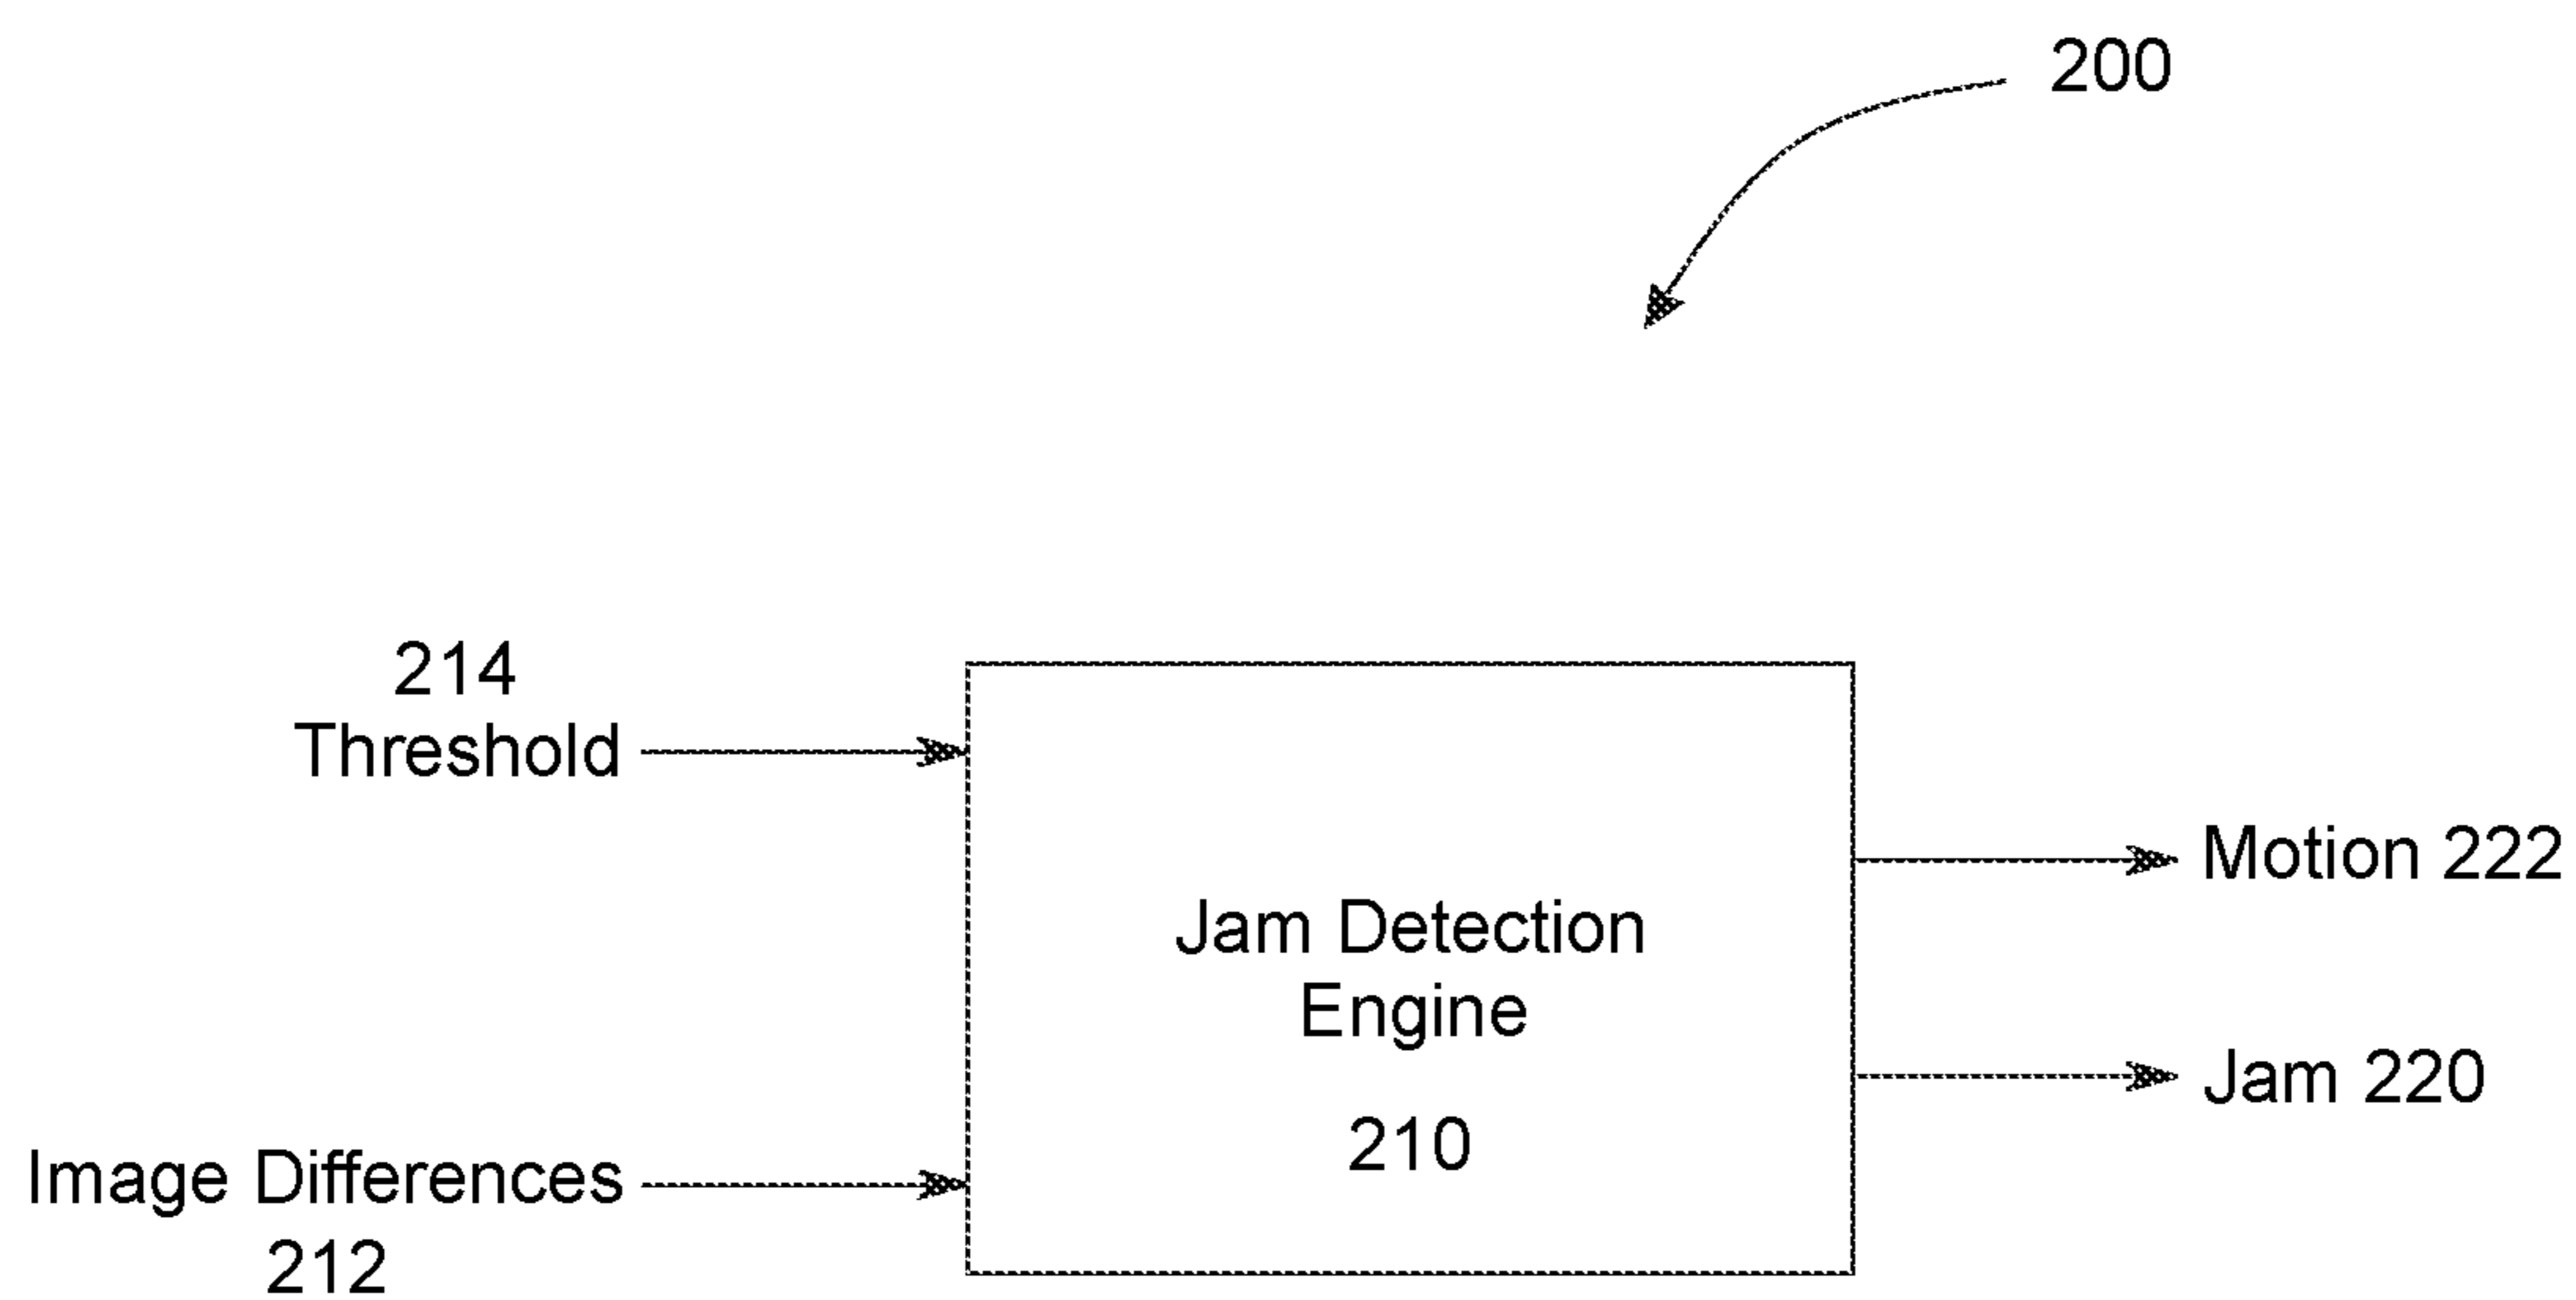 200
214
Threshold
Motion 222
Jam Detection
Engine
Jam 220
210
Image Differences
212